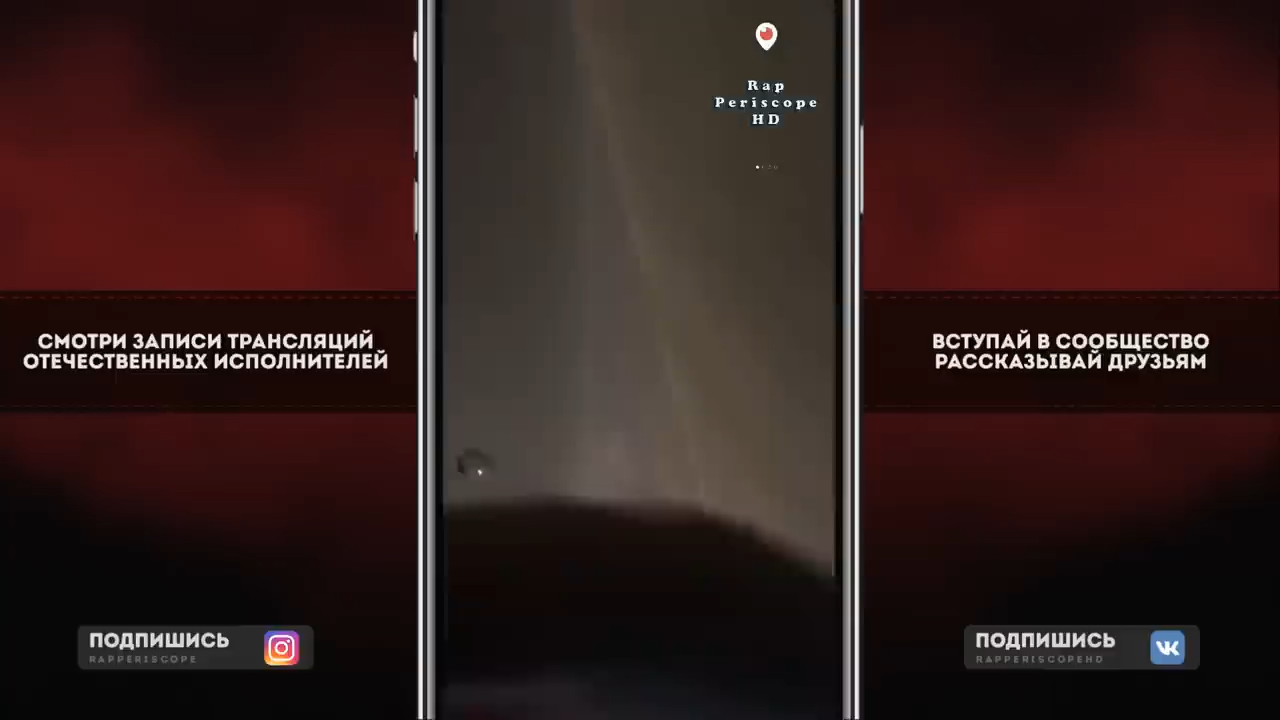 Rap
Periscope
HD
СМОТРИ ЗАПИСИ ТРАНСЛЯЦИЙ
ОТЕЧЕСТВЕННЫХ ИСПОЛНИТЕЛЕЙ
ВСТУПАЙ В СООБЩЕСТВО
РАССКАЗЫВАЙ ДРУЗЬЯМ
ПОДПИШИСЬ
RAPPERISCOPE
ПОДПИШИСЬ
RAPPERISCOPEHD